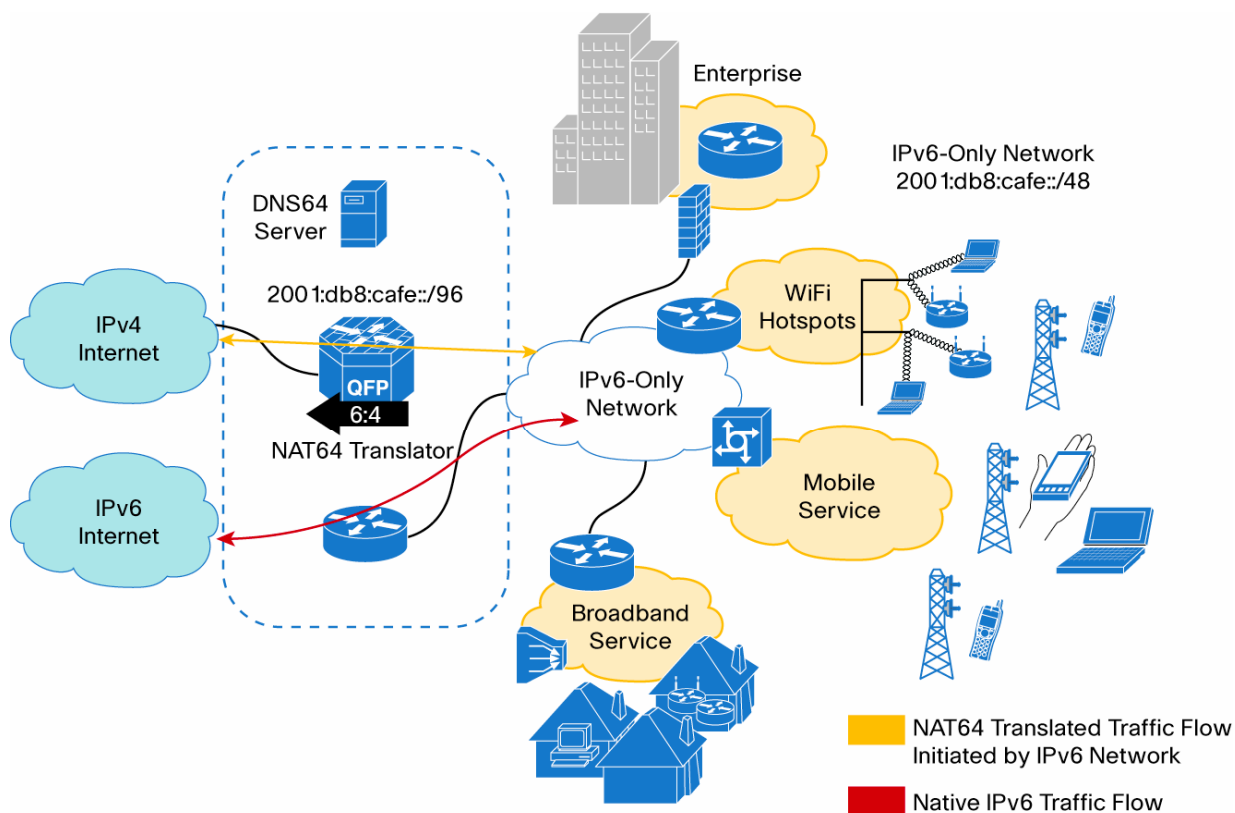 Enterprise
IPv6-Only Network
2001:db8:cafe::/48
DNS64
Server
2001:db8:cafe::/96
IPv4
Internet
QFP
6:4
NAT64 Translator
IPv6-Only
Network
WiFi
Hotspots
IPv6
Internet
Mobile
Service
Broadband
Service
NAT64 Translated Traffic Flow
Initiated by IPv6 Network
Native IPv6 Traffic Flow